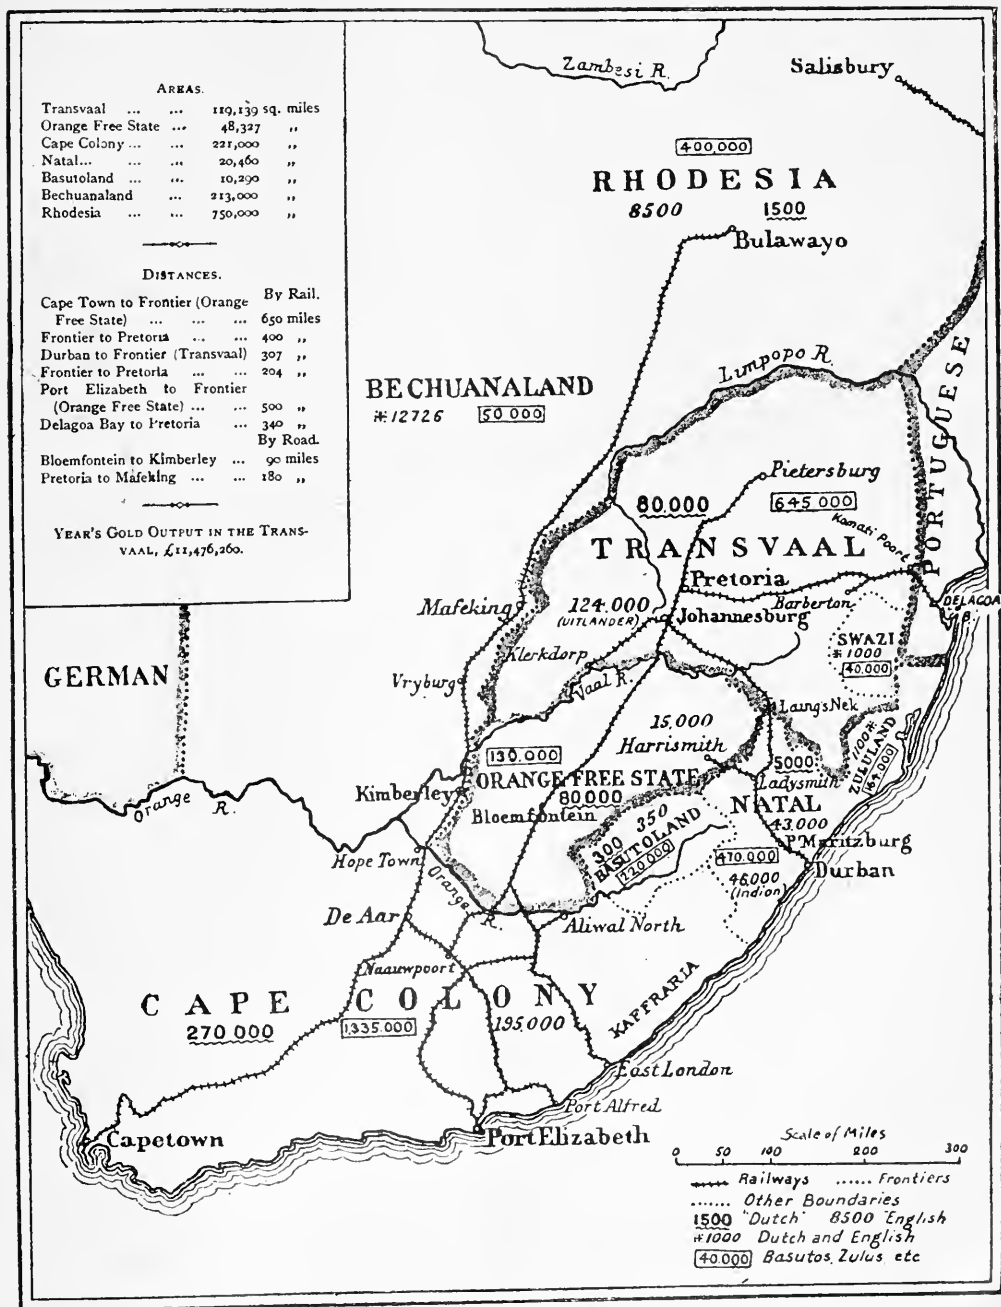 AREAS.
Transvaal ... ... 119,139 sq. miles
Orange Free State ... 48,327 „
Cape Colony ... ... 221,000 „
Natal... ... ... 20,460 „
Basutoland ... ... 10,290 „
Bechuanaland ... 213,000 „
Rhodesia ... ... 750,000 „
DISTANCES.
By Rail.
Cape Town to Frontier (Orange
Free State) ... ... ... 650 miles
Frontier to Pretoria ... ... 400 „
Durban to Frontier (Transvaal) 307 „
Frontier to Pretoria ... ... 204 „
Port Elizabeth to Frontier
(Orange Free State) ... ... 500 „
Delagoa Bay to Pretoria ... 340 „
By Road.
Bloemfontein to Kimberley ... 90 miles
Pretoria to Mafeking ... ... 180 „
YEAR'S GOLD OUTPUT IN THE TRANS-
VAAL, £11,476,260.
Zambesi R.
Salisbury
400,000
RHODESIA
8500 1500
Bulawayo
Limpopo R.
PORTUGUESE
BECHUANALAND
*12726 50 000
Pietersburg
80,000 645 000
Komati Poort
TRANSVAAL
Pretoria
Mafeking
124.000
(UITLANDER)
Johannesburg
Barberton
DELAGOA
B.
SWAZI
*1000
40.000
GERMAN
Klerkdorp
Vryburg
Vaal R.
Laing's Nek
15,000
Harrismith
1100*
ZULULAND
164.000
130.000
ORANGE FREE STATE
80,000
5000
Ladysmith
Kimberley
Bloemfontein
NATAL
43.000
Orange R.
300 350
BASUTOLAND
220.000
P.Maritzburg
470.000
Durban
46,000
(Indian)
Hope Town
Orange R.
De Aar
Aliwal North
Naauwpoort
KAFFRARIA
CAPE COLONY
270 000 1,335.000 195,000
East London
Port Alfred
Capetown
Port Elizabeth
Scale of Miles
0 50 100 200 300
Railways ...... Frontiers
....... Other Boundaries
1500 "Dutch" 8500 English
*1000 Dutch and English
40.000 Basutos, Zulus, etc